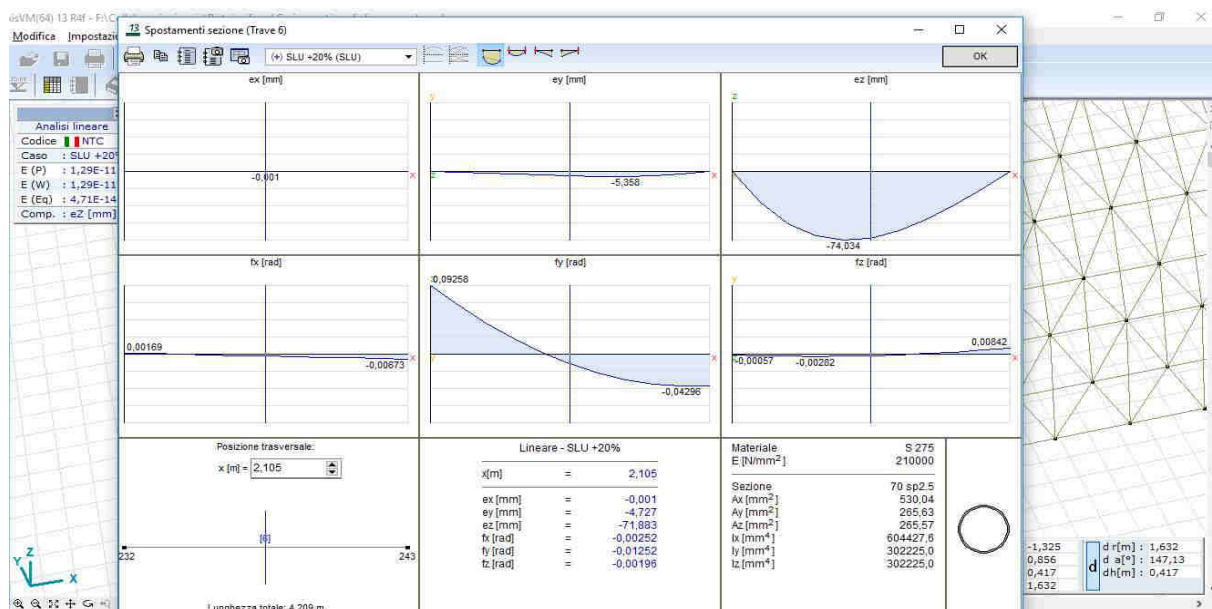 13 Spostamenti sezione (Trave 6)
Modifica
(+) SLU +20% (SLU)
OK
Analisi lineare
Codice NTC
Caso : SLU +20%
E (P) : 1,29E-11
E (W) : 1,29E-11
E (Eq) : 4,71E-14
Comp. : eZ [mm]
ex [mm]
-0,001
x
ey [mm]
y
z
-5,358
x
ez [mm]
z
-74,034
x
fx [rad]
0,00169
-0,00673
x
fy [rad]
0,09258
y
-0,04296
x
fz [rad]
y
-0,00057
-0,00282
0,00842
x
Posizione trasversale:
x [m] = 2,105
[6]
232
243
Lunghezza totale: 4,209 m
Lineare - SLU +20%
x[m] = 2,105
ex [mm] = -0,001
ey [mm] = -4,727
ez [mm] = -71,883
fx [rad] = -0,00252
fy [rad] = -0,01252
fz [rad] = -0,00196
Materiale S 275
E [N/mm²] 210000
Sezione 70 sp2.5
Ax [mm²] 530,04
Ay [mm²] 265,63
Az [mm²] 265,57
Ix [mm⁴] 604427,6
Iy [mm⁴] 302225,0
Iz [mm⁴] 302225,0
Z
Y
X
-1,325
0,856
0,417
1,632
d
d r[m] : 1,632
d a[°] : 147,13
dh[m] : 0,417